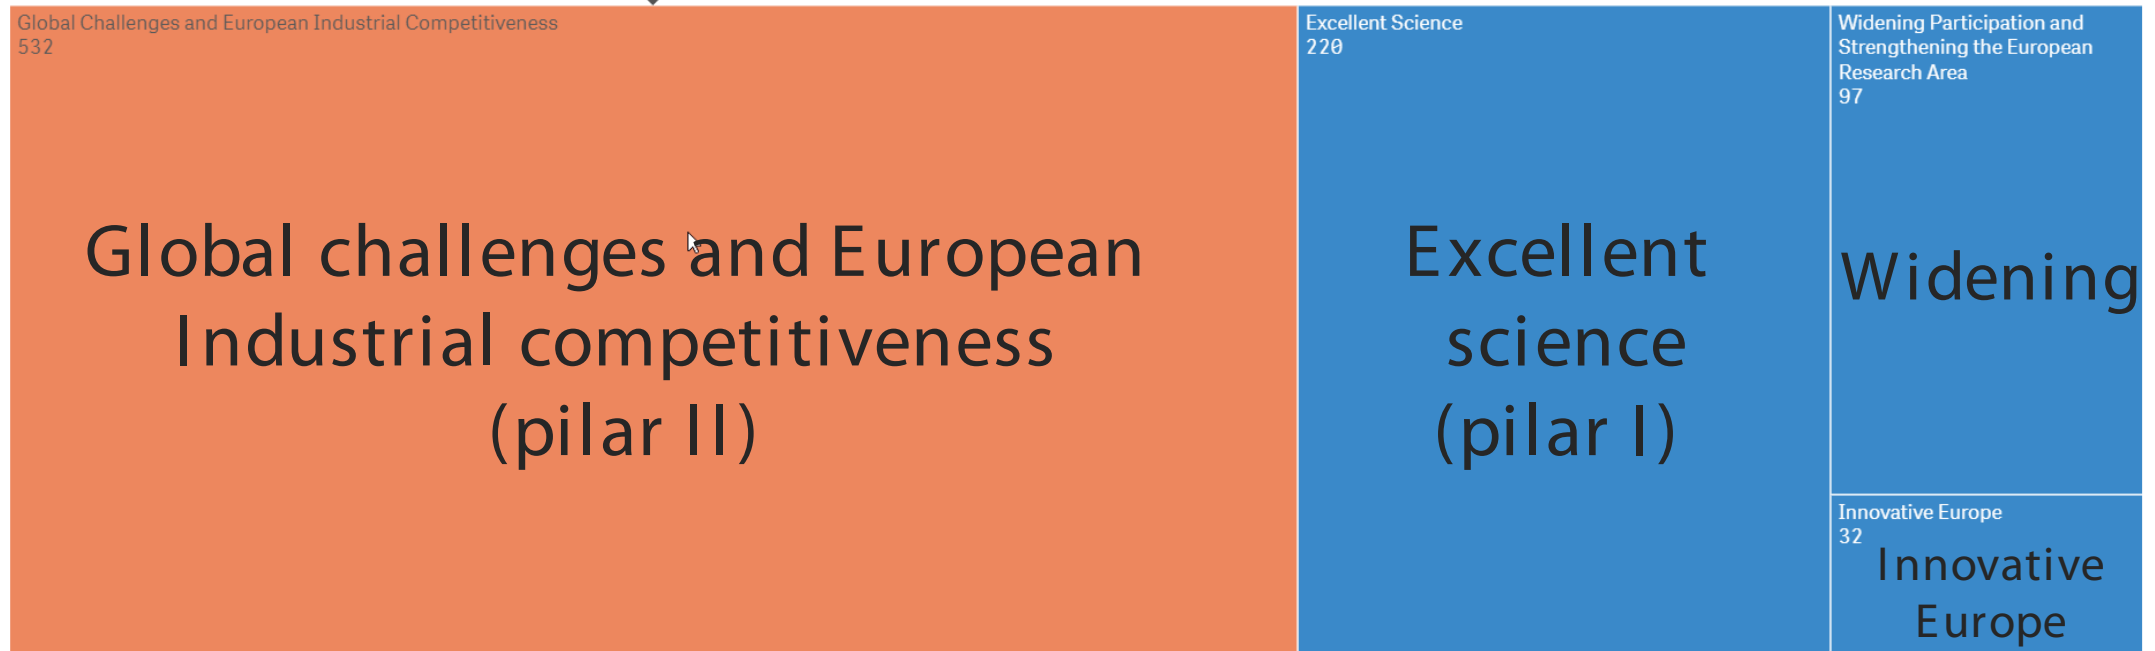 Global Challenges and European Industrial Competitiveness
532
Global challenges and European
Industrial competitiveness
(pilar II)
Excellent Science
220
Excellent
science
(pilar I)
Widening Participation and
Strengthening the European
Research Area
97
Widening
Innovative Europe
32
Innovative
Europe